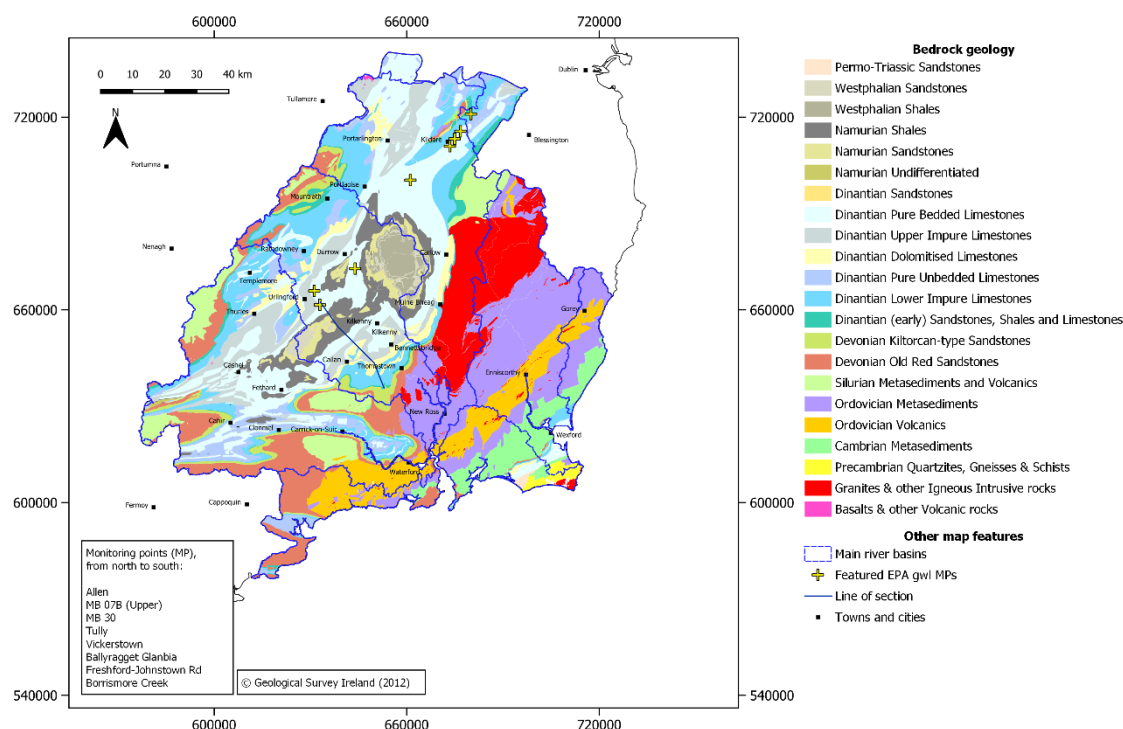 600000
660000
720000
0
10
20
30
40 km
N
Dublin
Tullamore
720000
720000
Portarlington
Kildare
Blessington
Portumna
Portlaoise
Mountrath
Nenagh
Rathdowney
Durrow
Carlow
Templemore
Urlingford
Muine Bheag
660000
660000
Thurles
Gorey
Kilkenny
Kilkenny
Bennettsbridge
Callan
Thomastown
Cashel
Enniscorthy
Fethard
New Ross
Cahir
Clonmel
Carrick-on-Suir
Wexford
Waterford
600000
600000
Fermoy
Cappoquin
Monitoring points (MP),
from north to south:
Allen
MB 07B (Upper)
MB 30
Tully
Vickerstown
Ballyragget Glanbia
Freshford-Johnstown Rd
Borrismore Creek
© Geological Survey Ireland (2012)
540000
540000
600000
660000
720000
Bedrock geology
Permo-Triassic Sandstones
Westphalian Sandstones
Westphalian Shales
Namurian Shales
Namurian Sandstones
Namurian Undifferentiated
Dinantian Sandstones
Dinantian Pure Bedded Limestones
Dinantian Upper Impure Limestones
Dinantian Dolomitised Limestones
Dinantian Pure Unbedded Limestones
Dinantian Lower Impure Limestones
Dinantian (early) Sandstones, Shales and Limestones
Devonian Kiltorcan-type Sandstones
Devonian Old Red Sandstones
Silurian Metasediments and Volcanics
Ordovician Metasediments
Ordovician Volcanics
Cambrian Metasediments
Precambrian Quartzites, Gneisses & Schists
Granites & other Igneous Intrusive rocks
Basalts & other Volcanic rocks
Other map features
Main river basins
Featured EPA gwl MPs
Line of section
Towns and cities